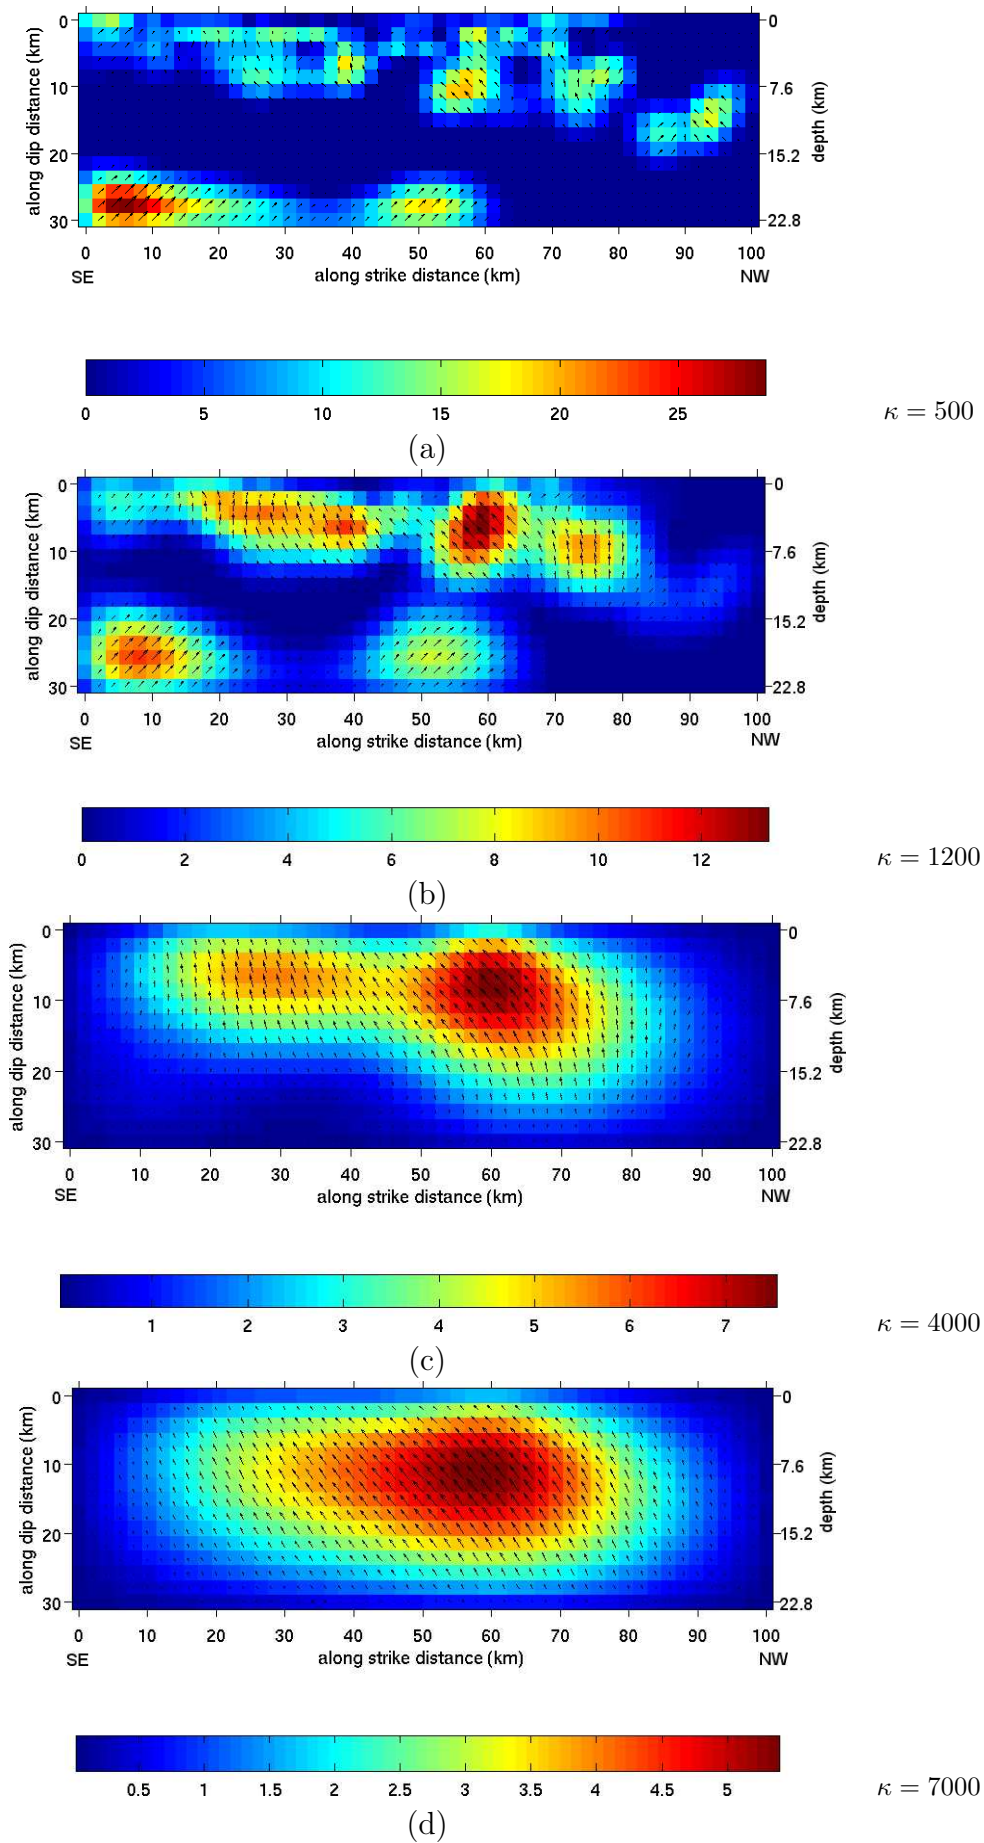 0 0
10 7.6
20 15.2
30 22.8
along dip distance (km)
depth (km)
0 10 20 30 40 50 60 70 80 90 100
SE along strike distance (km) NW
0 5 10 15 20 25
κ = 500
(a)
0 0
10 7.6
20 15.2
30 22.8
along dip distance (km)
depth (km)
0 10 20 30 40 50 60 70 80 90 100
SE along strike distance (km) NW
0 2 4 6 8 10 12
κ = 1200
(b)
0 0
10 7.6
20 15.2
30 22.8
along dip distance (km)
depth (km)
0 10 20 30 40 50 60 70 80 90 100
SE along strike distance (km) NW
1 2 3 4 5 6 7
κ = 4000
(c)
0 0
10 7.6
20 15.2
30 22.8
along dip distance (km)
depth (km)
0 10 20 30 40 50 60 70 80 90 100
SE along strike distance (km) NW
0.5 1 1.5 2 2.5 3 3.5 4 4.5 5
κ = 7000
(d)